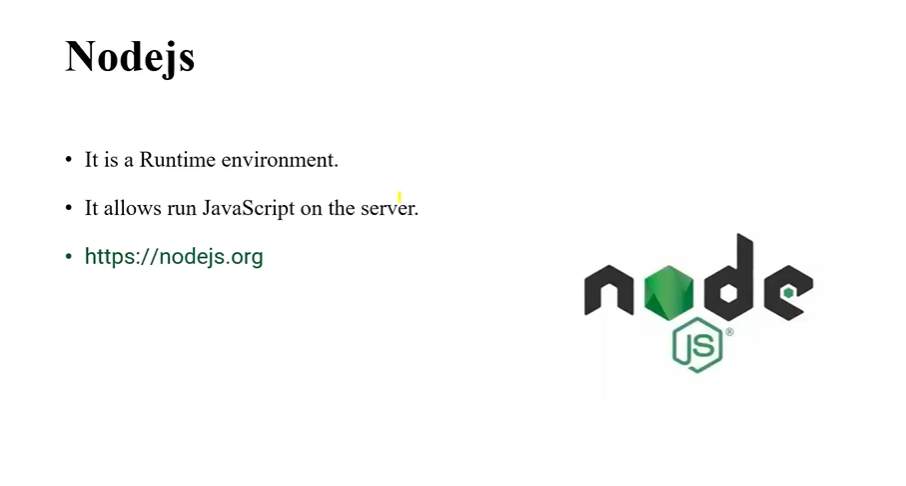 Nodejs
• It is a Runtime environment.
• It allows run JavaScript on the server.
• https://nodejs.org
node
JS®